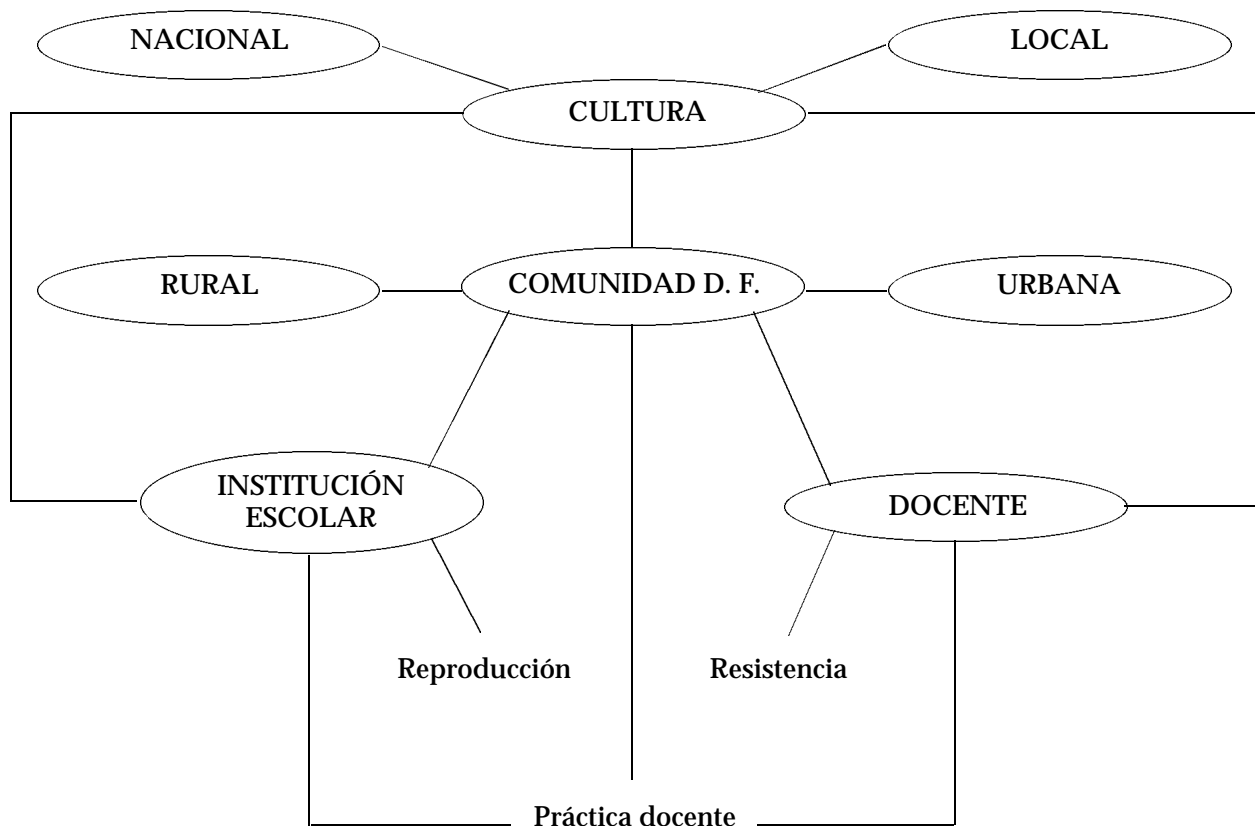 NACIONAL
LOCAL
CULTURA
RURAL
COMUNIDAD D. F.
URBANA
INSTITUCIÓN
ESCOLAR
DOCENTE
Reproducción
Resistencia
Práctica docente